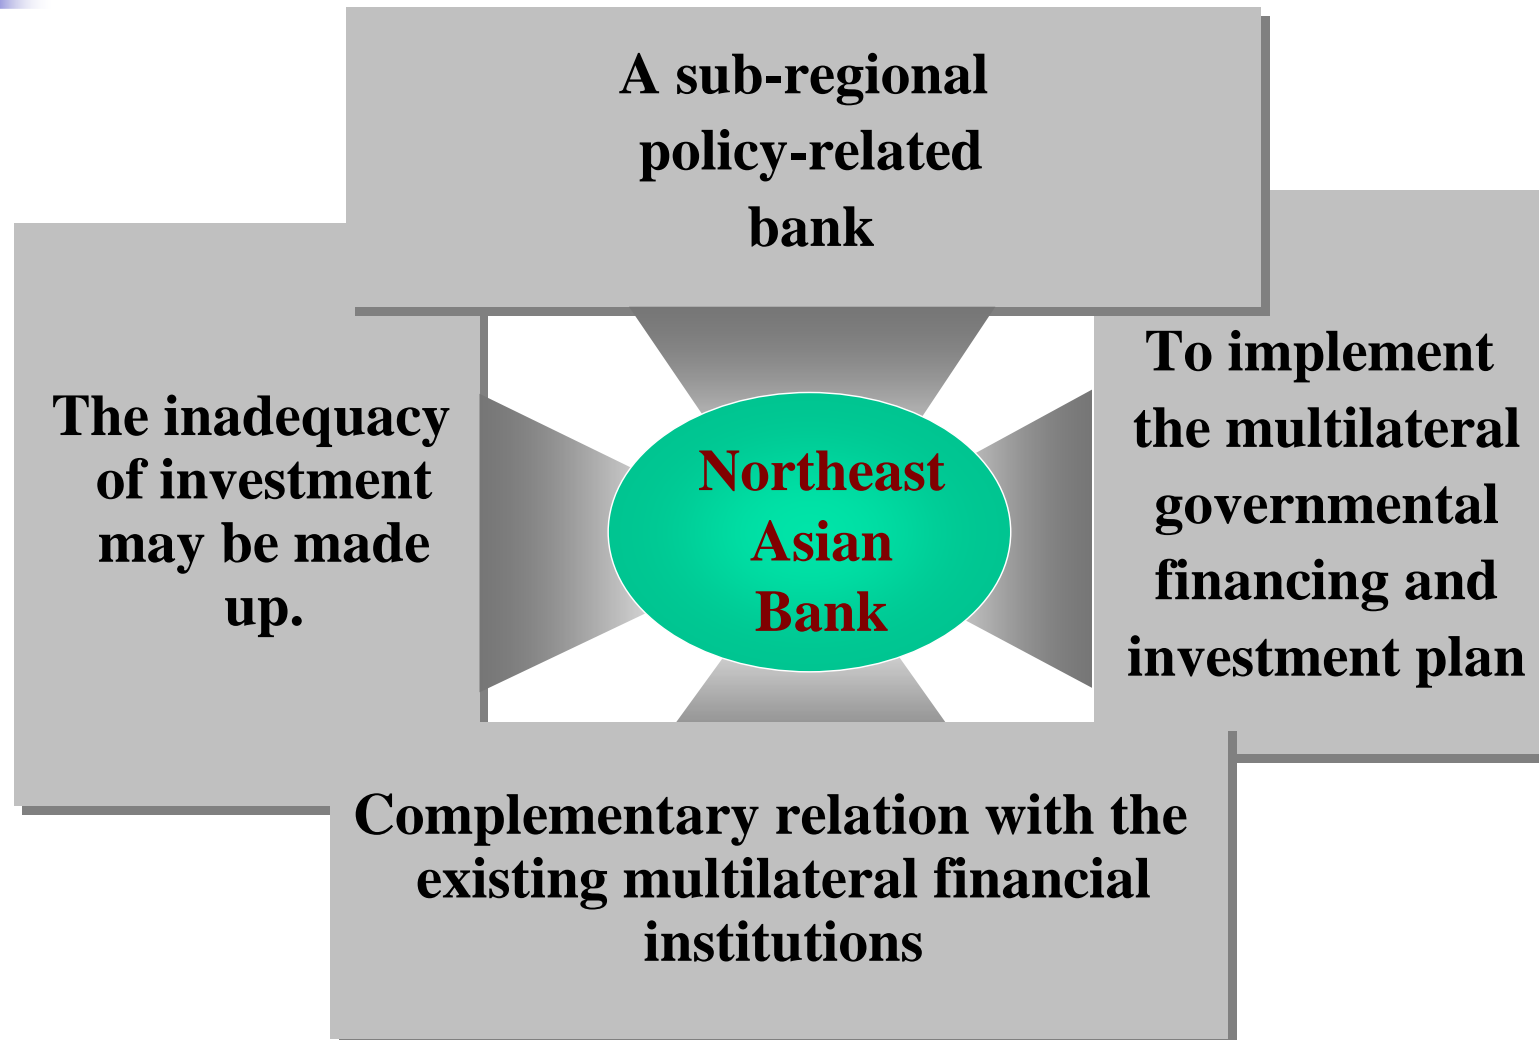 A sub-regional
policy-related
bank
The inadequacy
of investment
may be made
up.
Northeast
Asian
Bank
To implement
the multilateral
governmental
financing and
investment plan
Complementary relation with the
existing multilateral financial
institutions